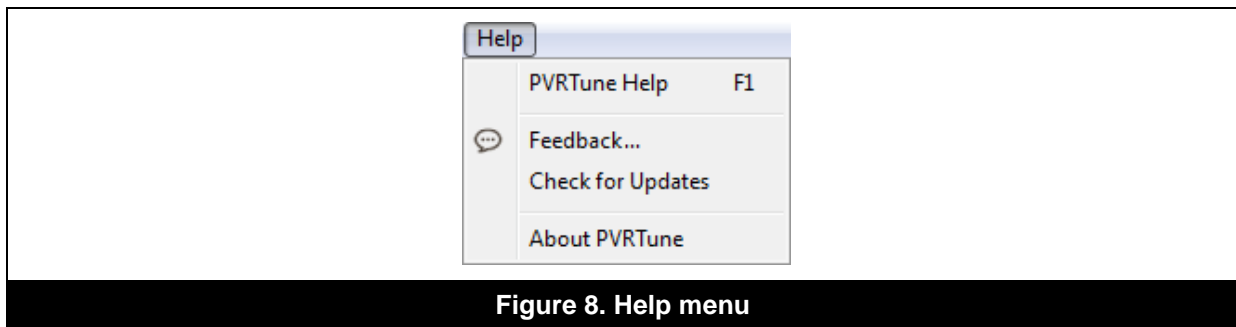 Help
PVRTune Help F1
Feedback...
Check for Updates
About PVRTune
Figure 8. Help menu